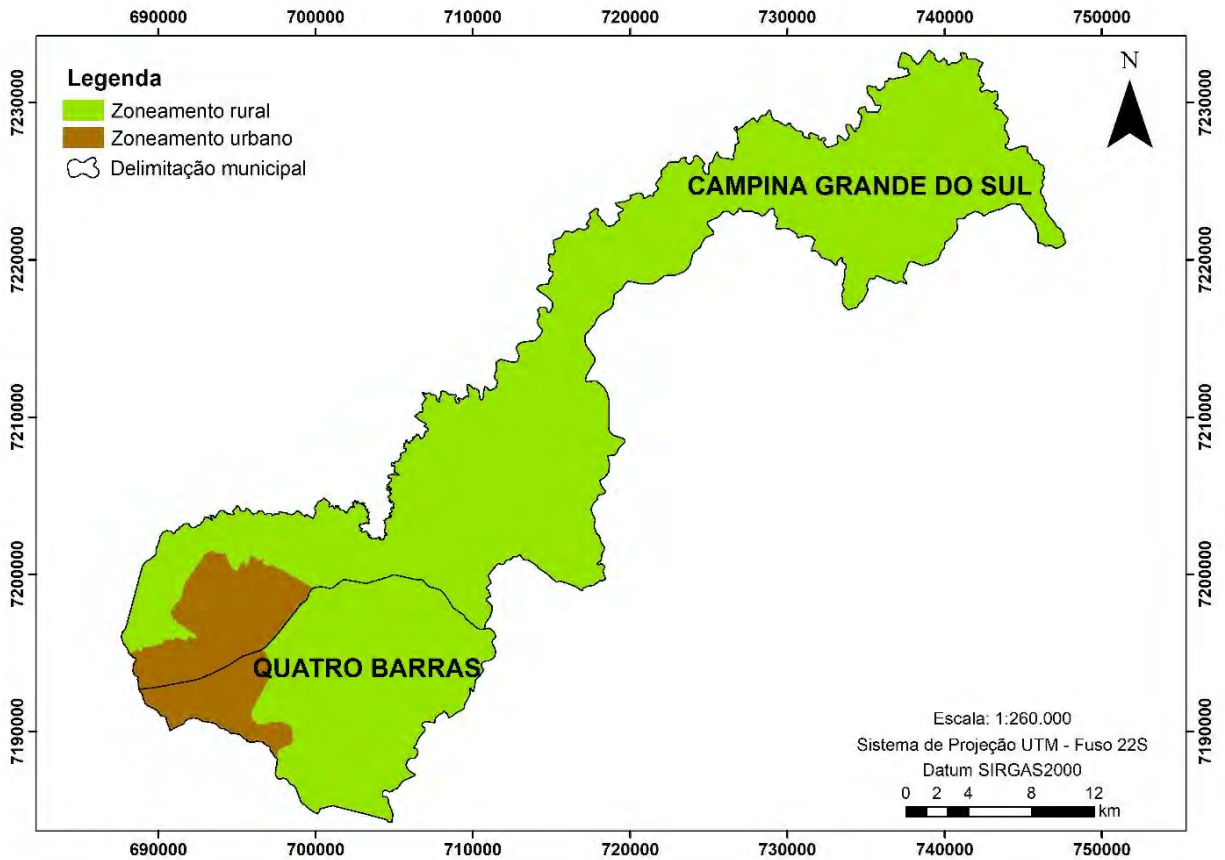 690000 700000 710000 720000 730000 740000 750000
N
Legenda
Zoneamento rural
Zoneamento urbano
Delimitação municipal
7230000 7230000
CAMPINA GRANDE DO SUL
7220000 7220000
7210000 7210000
7200000 7200000
QUATRO BARRAS
7190000 7190000
Escala: 1:260.000
Sistema de Projeção UTM - Fuso 22S
Datum SIRGAS2000
0 2 4 8 12
km
690000 700000 710000 720000 730000 740000 750000